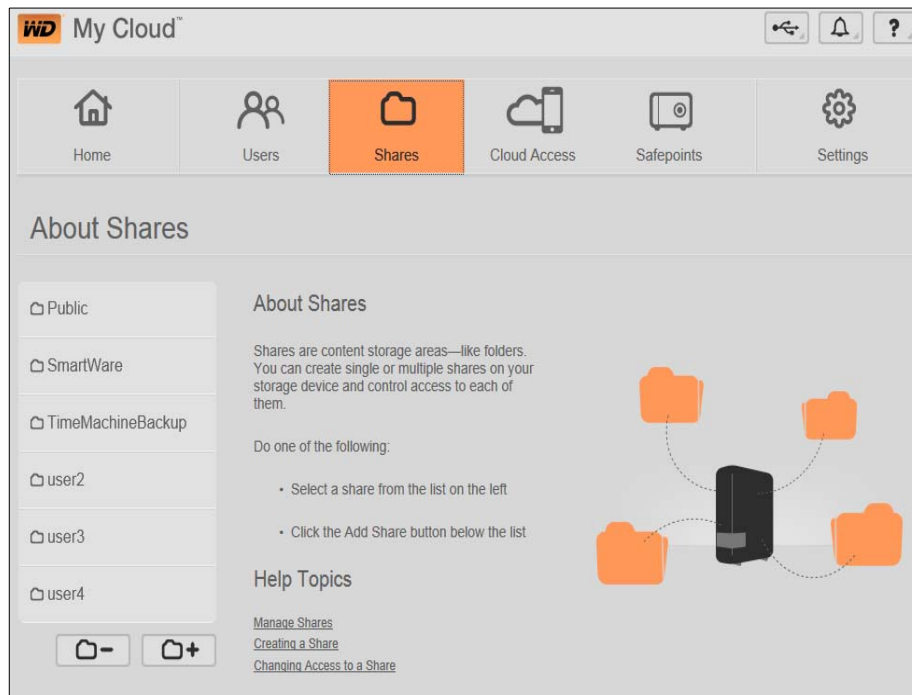 WD My Cloud™
?
Home
Users
Shares
Cloud Access
Safepoints
Settings
About Shares
Public
SmartWare
TimeMachineBackup
user2
user3
user4
About Shares
Shares are content storage areas—like folders.
You can create single or multiple shares on your
storage device and control access to each of
them.
Do one of the following:
• Select a share from the list on the left
• Click the Add Share button below the list
Help Topics
Manage Shares
Creating a Share
Changing Access to a Share